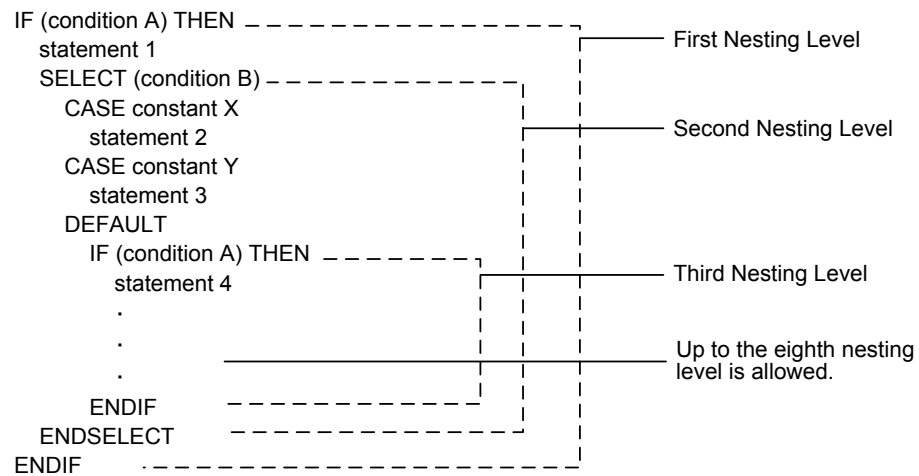 IF (condition A) THEN
First Nesting Level
statement 1
SELECT (condition B)
CASE constant X
Second Nesting Level
statement 2
CASE constant Y
statement 3
DEFAULT
IF (condition A) THEN
Third Nesting Level
statement 4
.
.
Up to the eighth nesting
level is allowed.
.
ENDIF
ENDSELECT
ENDIF